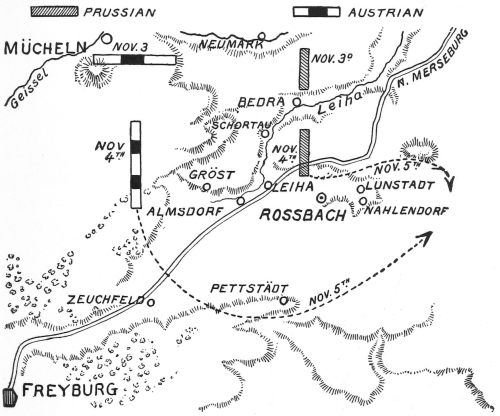 PRUSSIAN
AUSTRIAN
MÜCHELN
NOV. 3
NEUMARK
NOV. 3º
N. MERSEBURG
Geissel
BEDRA
Leiha
SCHORTAU
NOV 4TH
NOV. 4TH
NOV. 5TH
GRÖST
LEIHA
LUNSTADT
ALMSDORF
ROSSBACH
NAHLENDORF
ZEUCHFELD
PETTSTÄDT
NOV. 5TH
FREYBURG